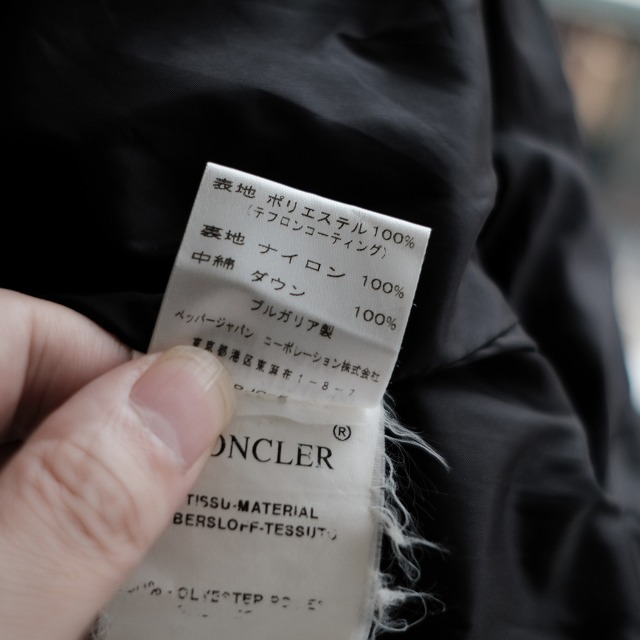 表地 ポリエステル100%
(テフロンコーティング)
裏地 ナイロン 100%
中綿 ダウン 100%
ブルガリア製
ペッパージャパン コーポレーション株式会社
東京都港区東麻布1-8-
ONCLER®
TISSU-MATERIAL
BERSLOFF-TESSUTO